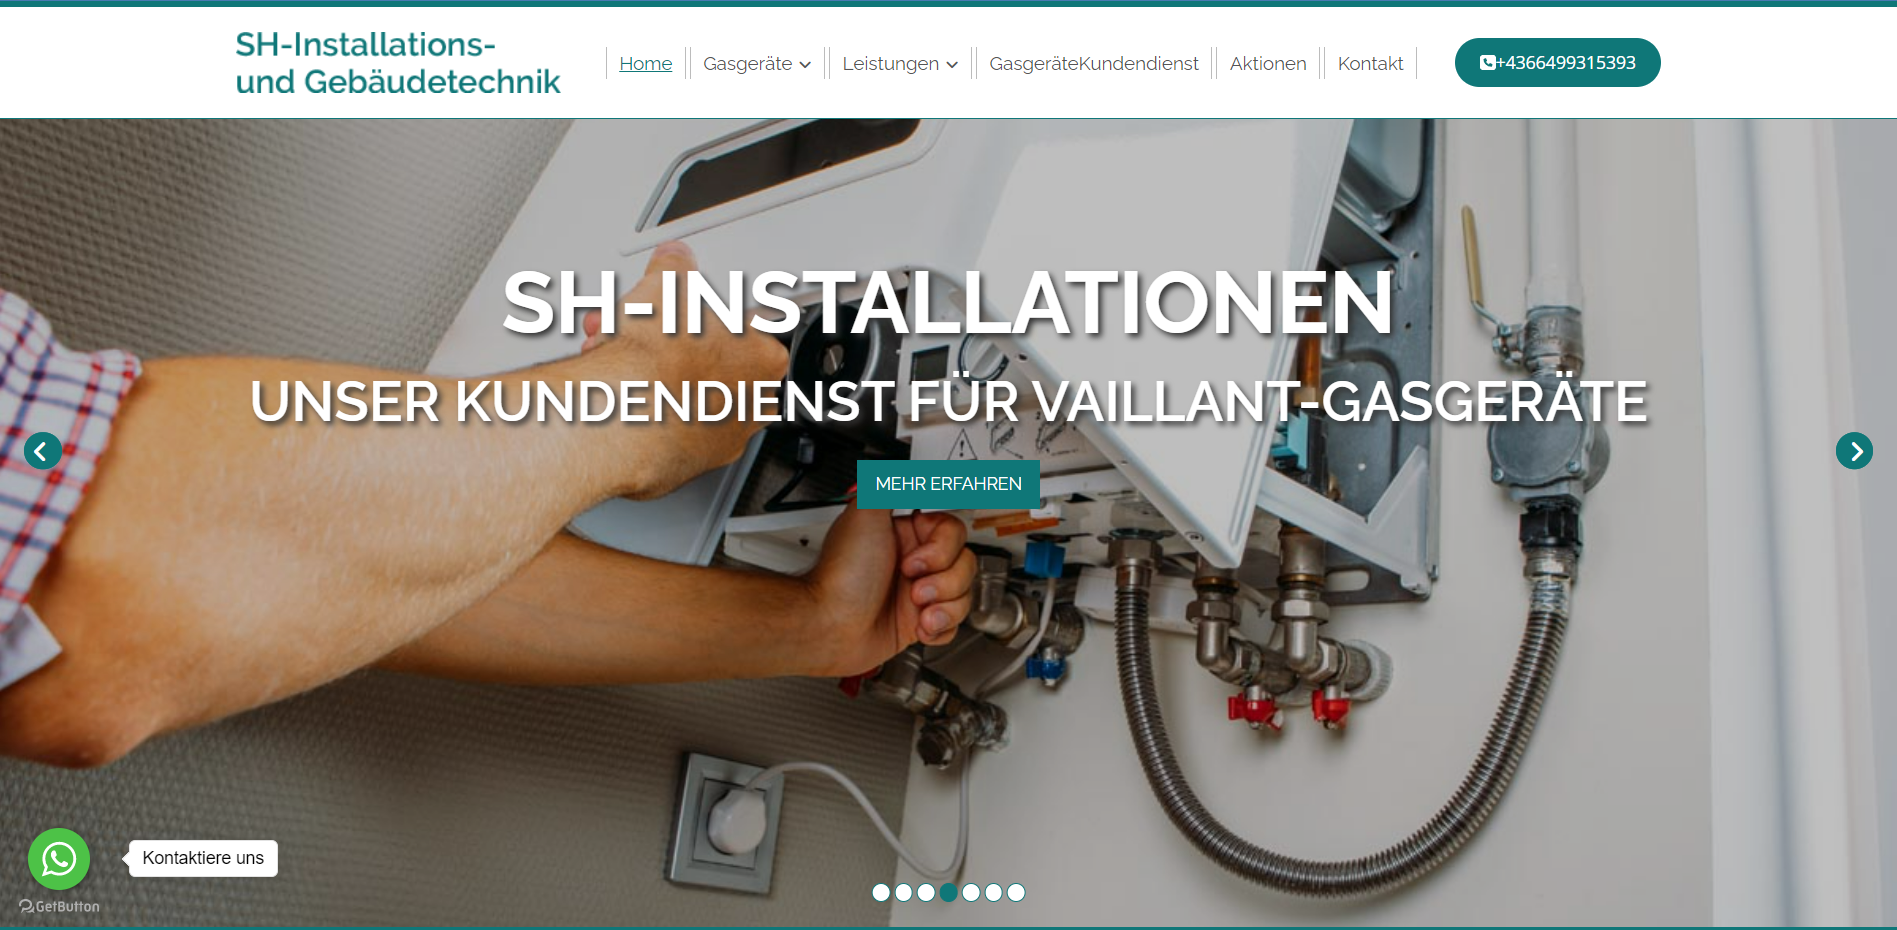 SH-Installations-
und Gebäudetechnik
Home
Gasgeräte
Leistungen
GasgeräteKundendienst
Aktionen
Kontakt
+4366499315393
SH-INSTALLATIONEN
UNSER KUNDENDIENST FÜR VAILLANT-GASGERÄTE
MEHR ERFAHREN
Kontaktiere uns
GetButton